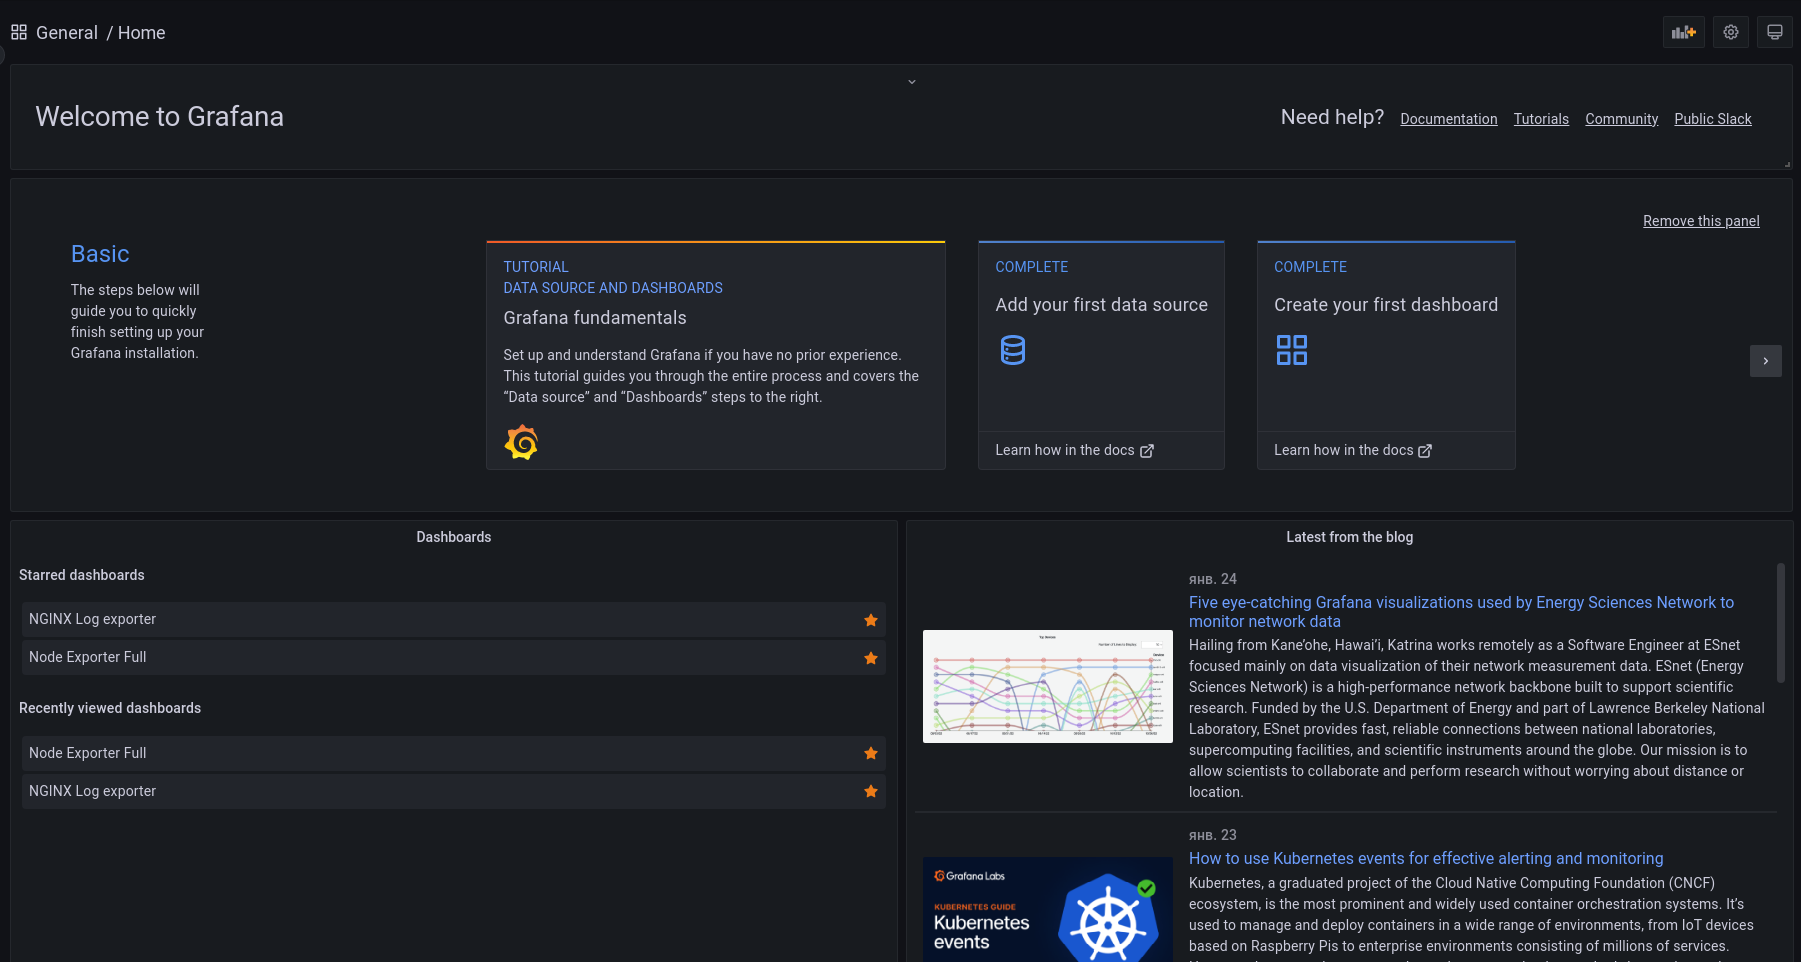 General / Home
Welcome to Grafana
Need help? Documentation Tutorials Community Public Slack
Remove this panel
Basic
The steps below will
guide you to quickly
finish setting up your
Grafana installation.
TUTORIAL
DATA SOURCE AND DASHBOARDS
Grafana fundamentals
Set up and understand Grafana if you have no prior experience.
This tutorial guides you through the entire process and covers the
“Data source” and “Dashboards” steps to the right.
COMPLETE
Add your first data source
Learn how in the docs
COMPLETE
Create your first dashboard
Learn how in the docs
Dashboards
Starred dashboards
NGINX Log exporter
Node Exporter Full
Recently viewed dashboards
Node Exporter Full
NGINX Log exporter
Latest from the blog
янв. 24
Five eye-catching Grafana visualizations used by Energy Sciences Network to
monitor network data
Hailing from Kane’ohe, Hawai’i, Katrina works remotely as a Software Engineer at ESnet
focused mainly on data visualization of their network measurement data. ESnet (Energy
Sciences Network) is a high-performance network backbone built to support scientific
research. Funded by the U.S. Department of Energy and part of Lawrence Berkeley National
Laboratory, ESnet provides fast, reliable connections between national laboratories,
supercomputing facilities, and scientific instruments around the globe. Our mission is to
allow scientists to collaborate and perform research without worrying about distance or
location.
янв. 23
How to use Kubernetes events for effective alerting and monitoring
Kubernetes, a graduated project of the Cloud Native Computing Foundation (CNCF)
ecosystem, is the most prominent and widely used container orchestration systems. It’s
used to manage and deploy containers in a wide range of environments, from IoT devices
based on Raspberry Pis to enterprise environments consisting of millions of services.
Grafana Labs
KUBERNETES GUIDE
Kubernetes
events